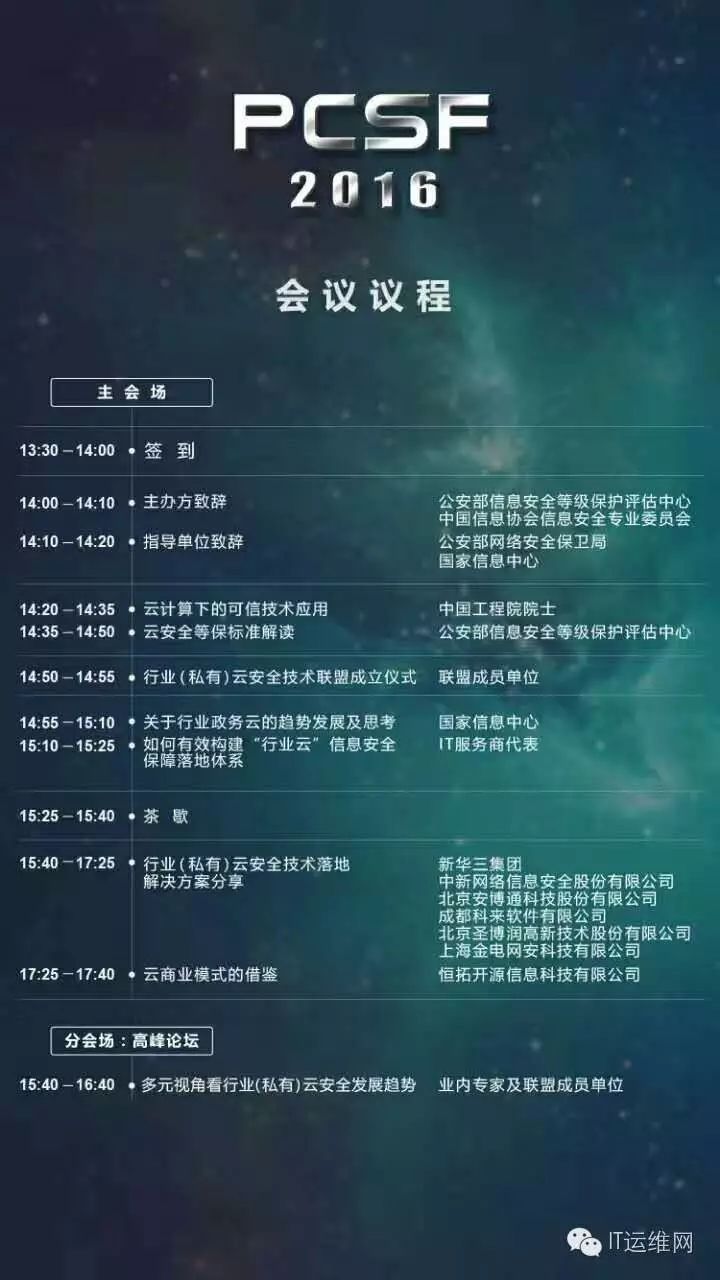 PCSF
2016
会议议程
主会场
13:30－14:00 • 签 到
14:00－14:10 • 主办方致辞 公安部信息安全等级保护评估中心
中国信息协会信息安全专业委员会
14:10－14:20 • 指导单位致辞 公安部网络安全保卫局
国家信息中心
14:20－14:35 • 云计算下的可信技术应用 中国工程院院士
14:35－14:50 • 云安全等保标准解读 公安部信息安全等级保护评估中心
14:50－14:55 • 行业(私有)云安全技术联盟成立仪式 联盟成员单位
14:55－15:10 • 关于行业政务云的趋势发展及思考 国家信息中心
15:10－15:25 • 如何有效构建“行业云”信息安全 IT服务商代表
保障落地体系
15:25－15:40 • 茶 歇
15:40－17:25 • 行业(私有)云安全技术落地 新华三集团
解决方案分享 中新网络信息安全股份有限公司
北京安博通科技股份有限公司
成都科来软件有限公司
北京圣博润高新技术股份有限公司
上海金电网安科技有限公司
17:25－17:40 • 云商业模式的借鉴 恒拓开源信息科技有限公司
分会场：高峰论坛
15:40－16:40 • 多元视角看行业(私有)云安全发展趋势 业内专家及联盟成员单位
IT运维网